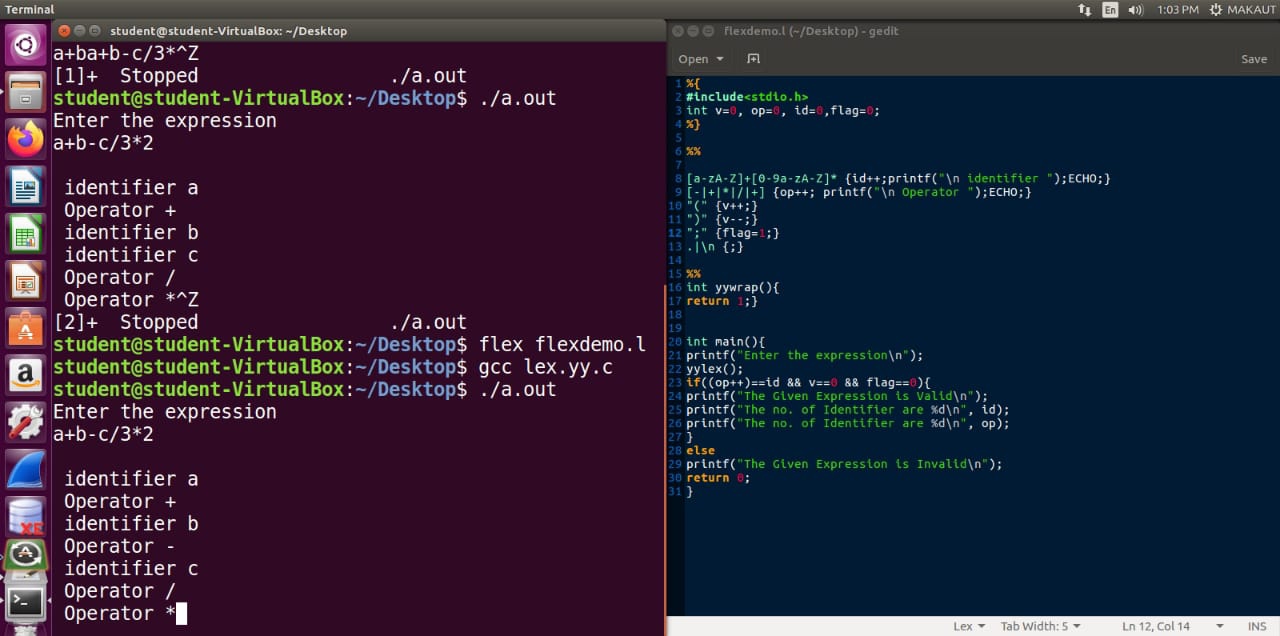 Terminal
En
1:03 PM
MAKAUT
student@student-VirtualBox: ~/Desktop
a+ba+b-c/3*^Z
[1]+  Stopped                 ./a.out
student@student-VirtualBox:~/Desktop$ ./a.out
Enter the expression
a+b-c/3*2
 identifier a
 Operator +
 identifier b
 identifier c
 Operator /
 Operator *^Z
[2]+  Stopped                 ./a.out
student@student-VirtualBox:~/Desktop$ flex flexdemo.l
student@student-VirtualBox:~/Desktop$ gcc lex.yy.c
student@student-VirtualBox:~/Desktop$ ./a.out
Enter the expression
a+b-c/3*2
 identifier a
 Operator +
 identifier b
 Operator -
 identifier c
 Operator /
 Operator *
a
XE
flexdemo.l (~/Desktop) - gedit
Open
Save
1 %{
2 #include<stdio.h>
3 int v=0, op=0, id=0,flag=0;
4 %}
5
6 %%
7
8 [a-zA-Z]+[0-9a-zA-Z]* {id++;printf("\n identifier ");ECHO;}
9 [-|+|*|/|+] {op++; printf("\n Operator ");ECHO;}
10 "(" {v++;}
11 ")" {v--;}
12 ";" {flag=1;}
13 .|\n {;}
14
15 %%
16 int yywrap(){
17 return 1;}
18
19
20 int main(){
21 printf("Enter the expression\n");
22 yylex();
23 if((op++)==id && v==0 && flag==0){
24 printf("The Given Expression is Valid\n");
25 printf("The no. of Identifier are %d\n", id);
26 printf("The no. of Identifier are %d\n", op);
27 }
28 else
29 printf("The Given Expression is Invalid\n");
30 return 0;
31 }
Lex
Tab Width: 5
Ln 12, Col 14
INS